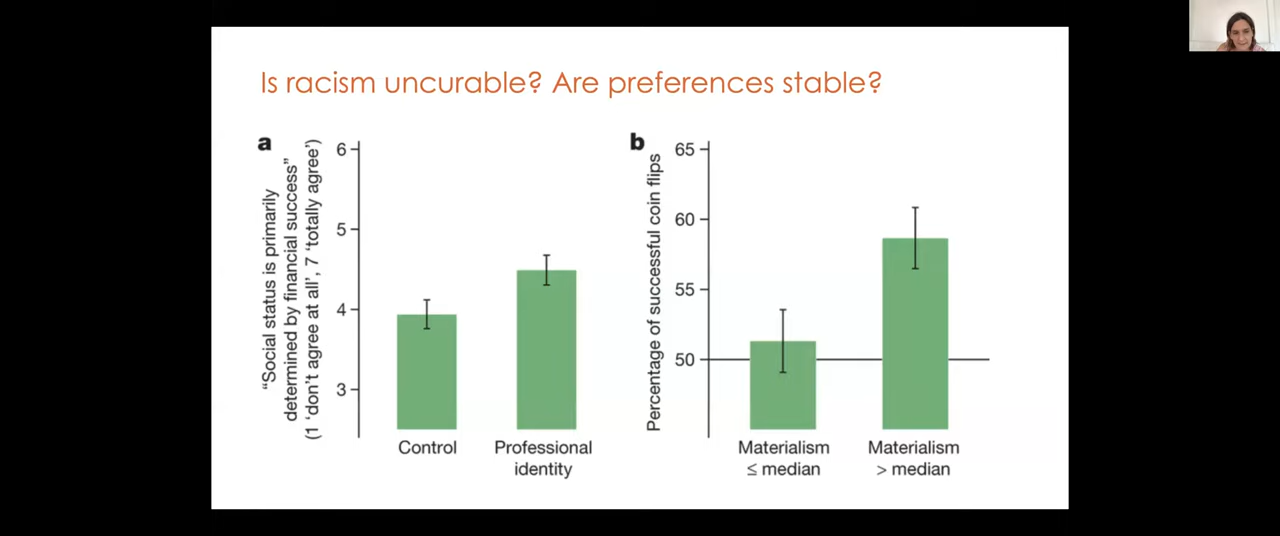 Is racism uncurable? Are preferences stable?
a
“Social status is primarily
determined by financial success”
(1 ‘don’t agree at all’, 7 ‘totally agree’)
6
5
4
3
Control
Professional
identity
b
Percentage of successful coin flips
65
60
55
50
Materialism
≤ median
Materialism
> median